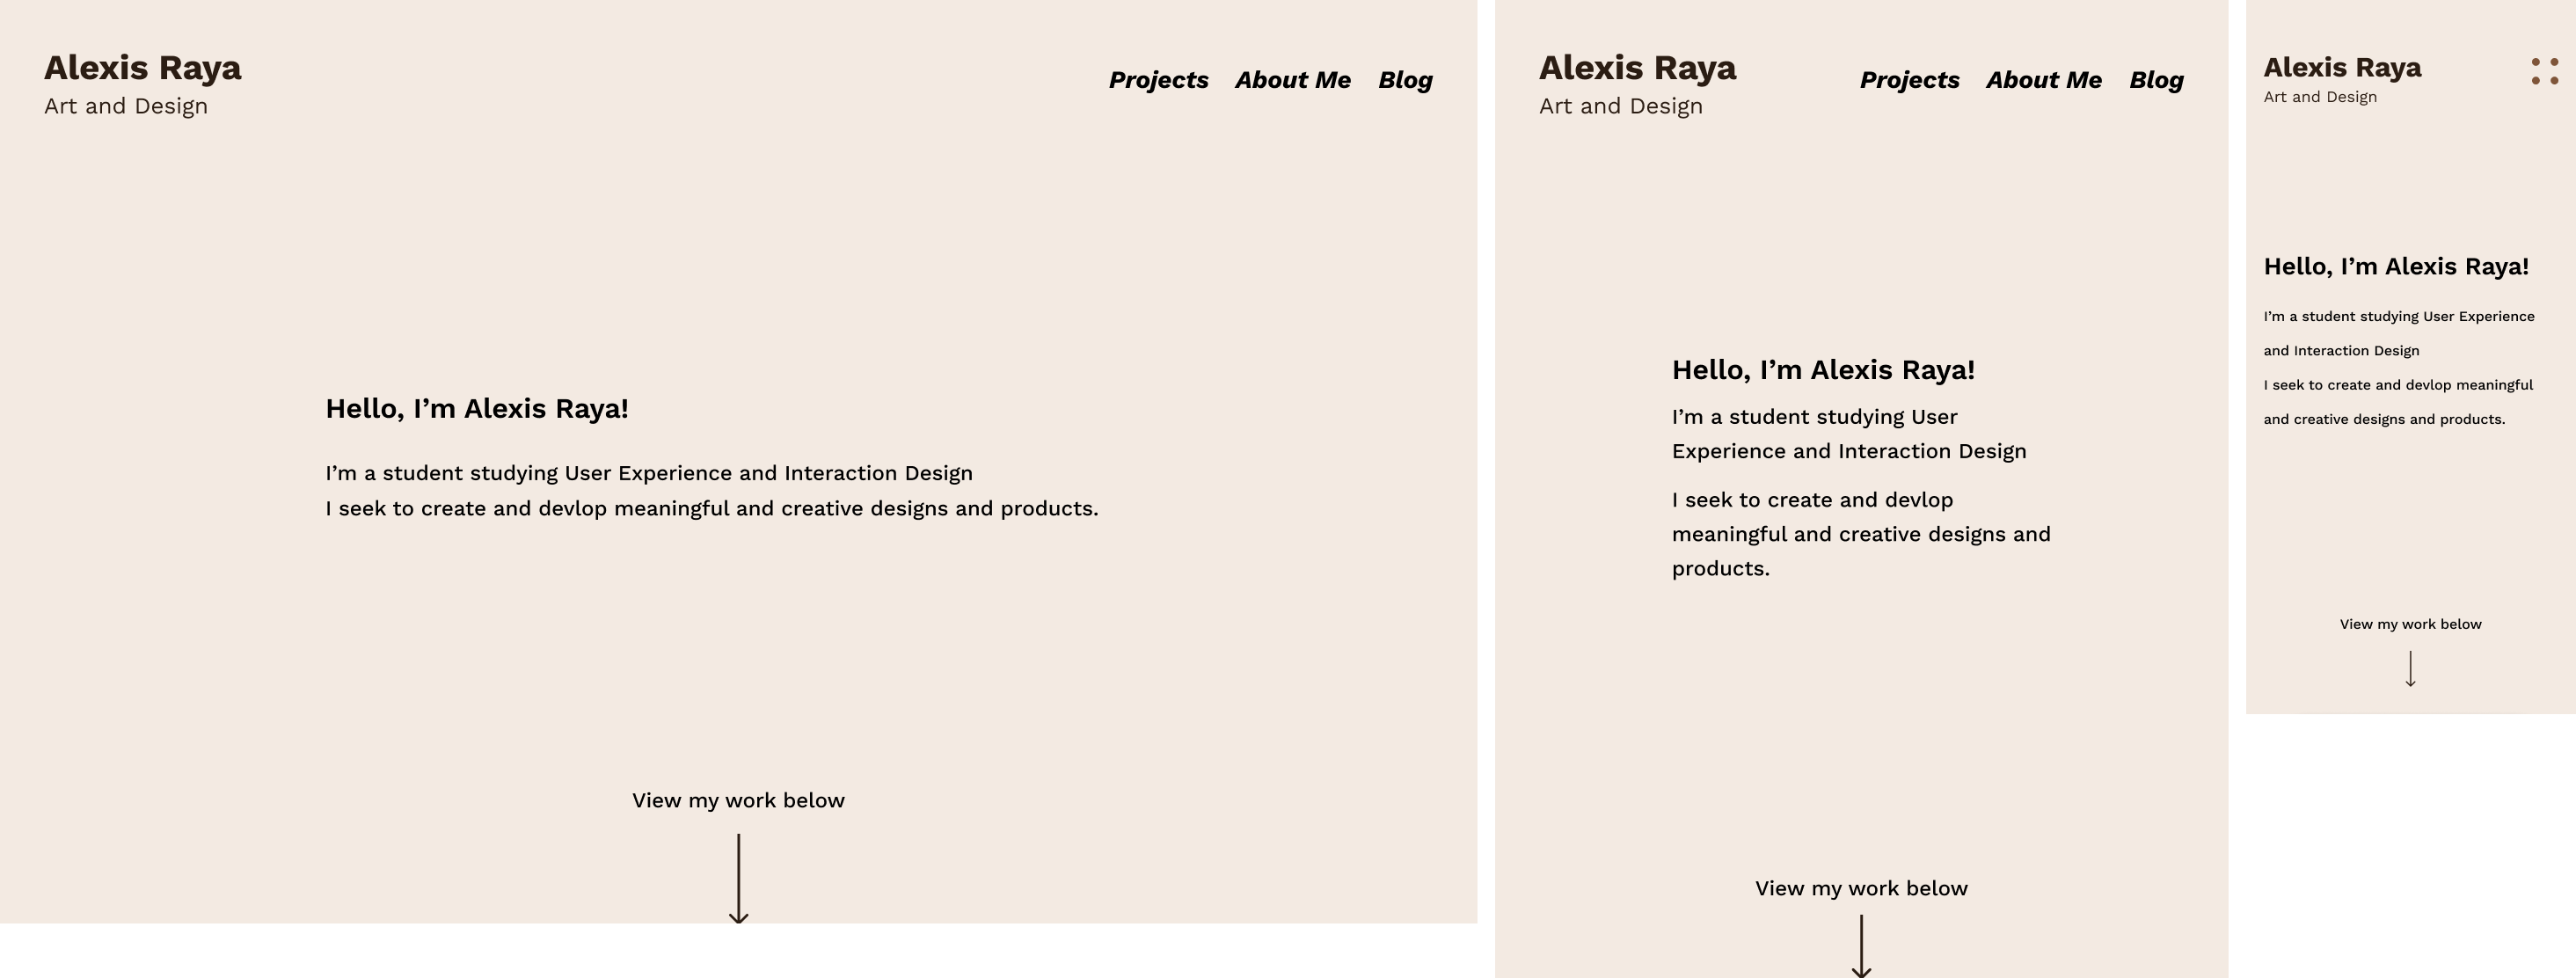 Alexis Raya
Art and Design
Projects About Me Blog
Hello, I’m Alexis Raya!
I’m a student studying User Experience and Interaction Design
I seek to create and devlop meaningful and creative designs and products.
View my work below
Alexis Raya
Art and Design
Projects About Me Blog
Hello, I’m Alexis Raya!
I’m a student studying User
Experience and Interaction Design
I seek to create and devlop
meaningful and creative designs and
products.
View my work below
Alexis Raya
Art and Design
Hello, I’m Alexis Raya!
I’m a student studying User Experience
and Interaction Design
I seek to create and devlop meaningful
and creative designs and products.
View my work below